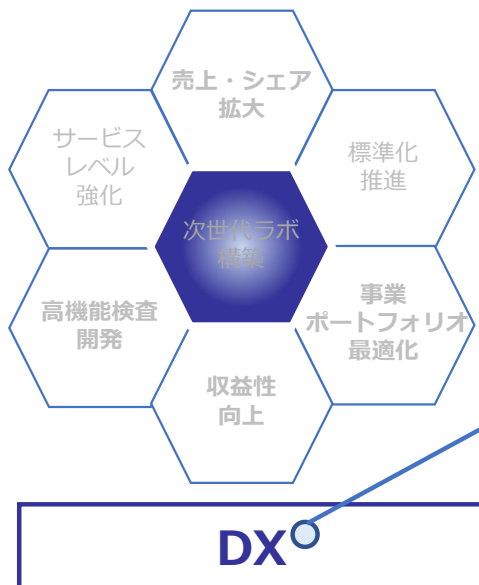 売上・シェア
拡大
サービス
レベル
強化
標準化
推進
次世代ラボ
構築
高機能検査
開発
事業
ポートフォリオ
最適化
収益性
向上
DX